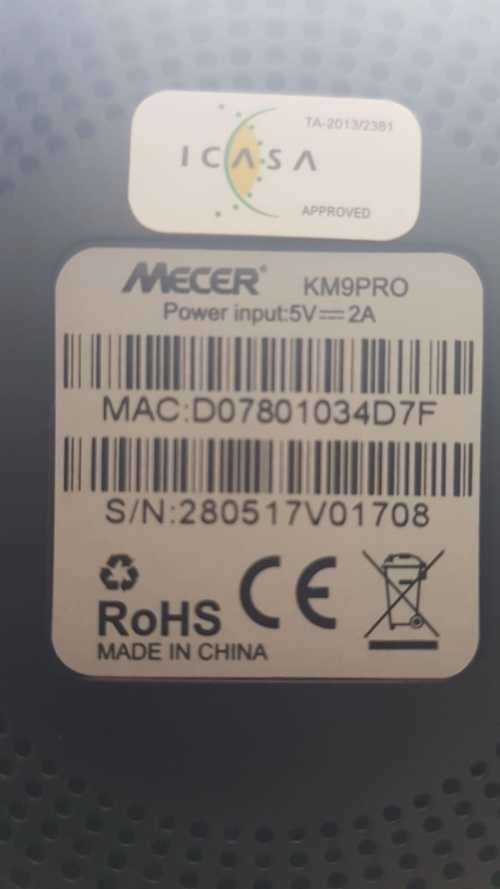 TA-2013/2381
ICASA
APPROVED
MECER® KM9PRO
Power input:5V⎓2A
MAC:D07801034D7F
S/N:280517V01708
RoHS CE
MADE IN CHINA